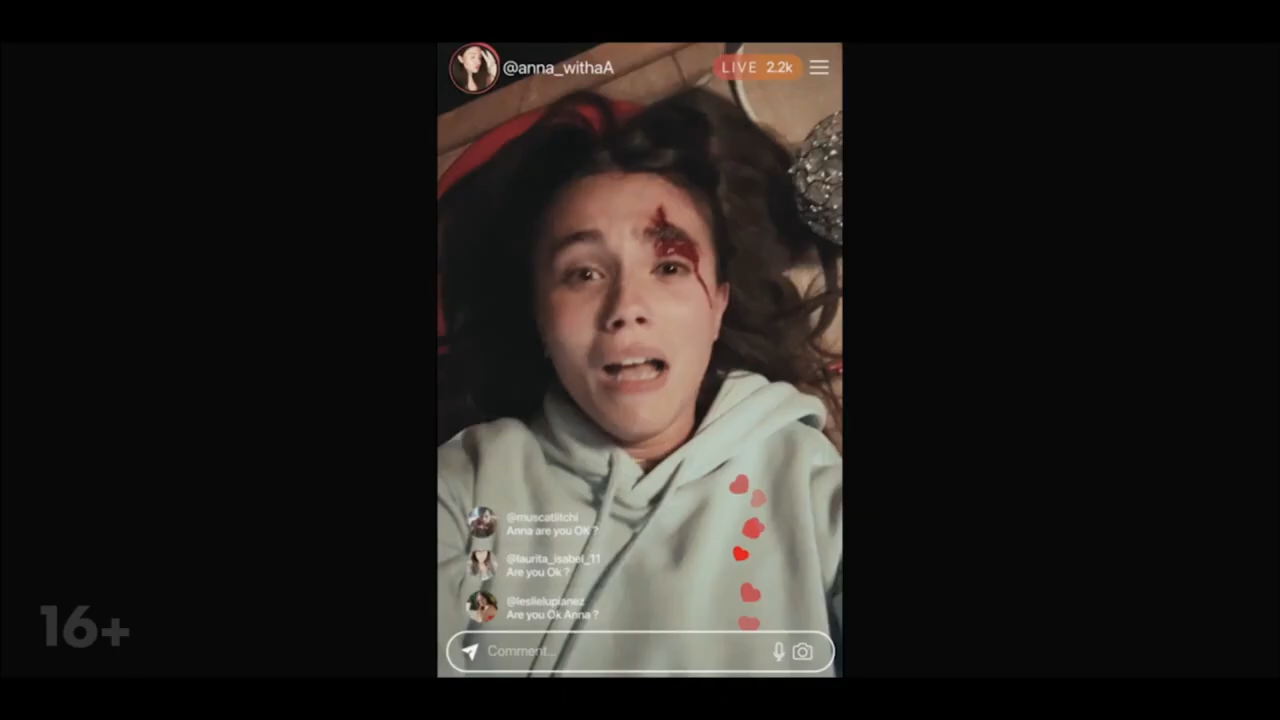 @anna_withaA
LIVE 2.2k
@muscatlitchi
Anna are you OK ?
@laurita_isabel_11
Are you Ok ?
@leslielupianez
Are you Ok Anna ?
Comment...
16+